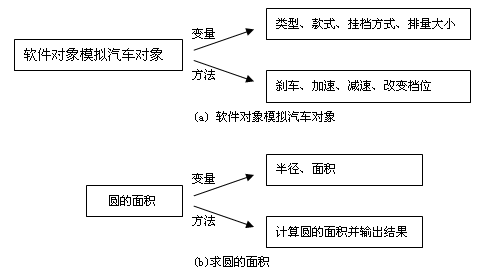 变量
类型、款式、挂档方式、排量大小
软件对象模拟汽车对象
方法
刹车、加速、减速、改变档位
(a) 软件对象模拟汽车对象
变量
半径、面积
圆的面积
方法
计算圆的面积并输出结果
(b)求圆的面积